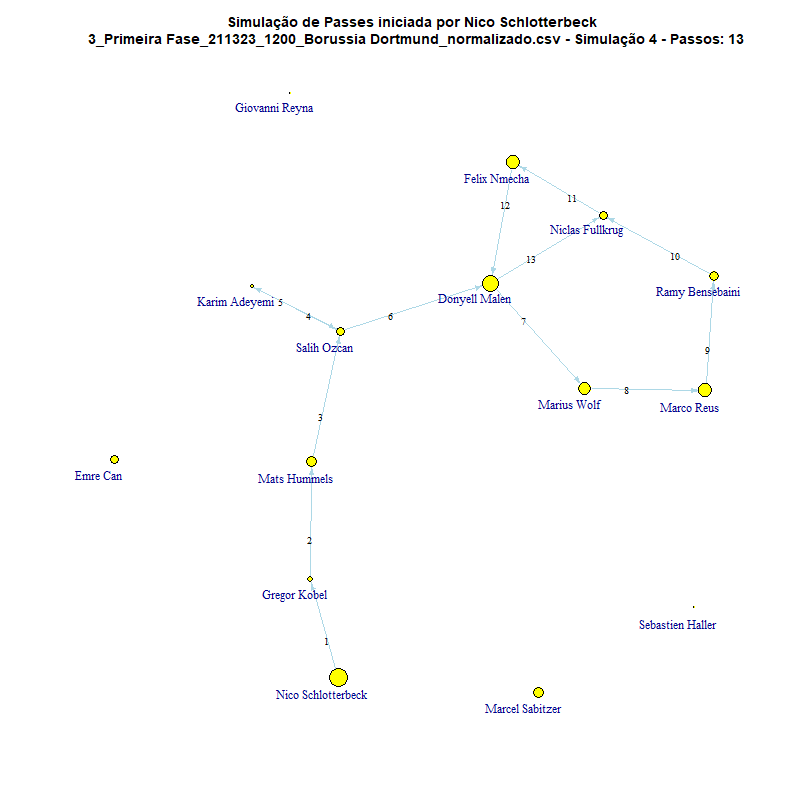 Simulação de Passes iniciada por Nico Schlotterbeck
3_Primeira Fase_211323_1200_Borussia Dortmund_normalizado.csv - Simulação 4 - Passos: 13
Giovanni Reyna
Felix Nmecha
11
12
Niclas Fullkrug
10
13
Ramy Bensebaini
Karim Adeyemi
5
Donyell Malen
4
6
7
Salih Ozcan
9
8
Marius Wolf
Marco Reus
3
Emre Can
Mats Hummels
2
Gregor Kobel
Sebastien Haller
1
Nico Schlotterbeck
Marcel Sabitzer